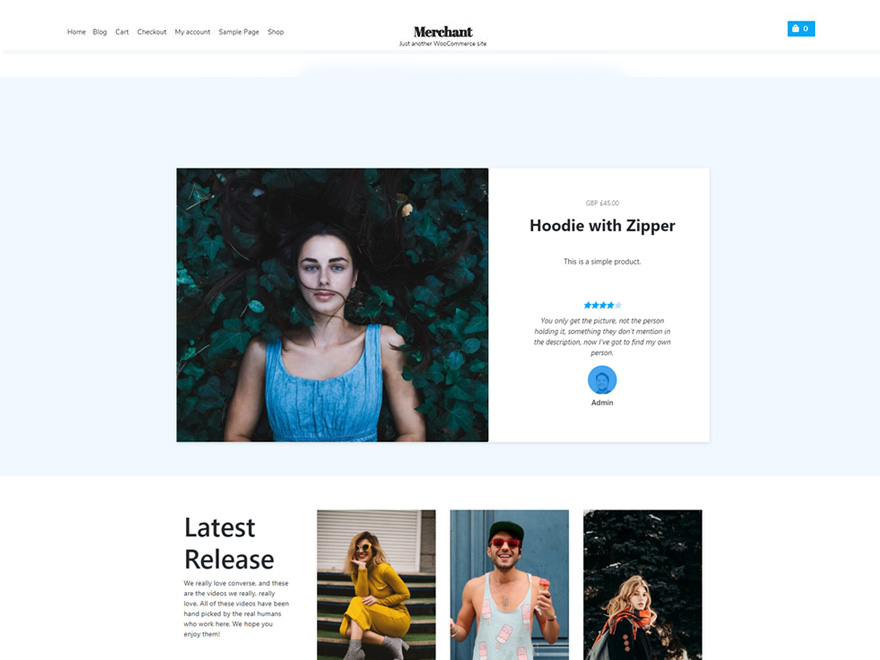 Home Blog Cart Checkout My account Sample Page Shop
Merchant
Just another WooCommerce site
0
GBP £45.00
Hoodie with Zipper
This is a simple product.
You only get the picture, not the person
holding it, something they don't mention in
the description, now I've got to find my own
person.
Admin
Latest
Release
We really love converse, and these
are the videos we really, really
love. All of these videos have been
hand picked by the real humans
who work here. We hope you
enjoy them!